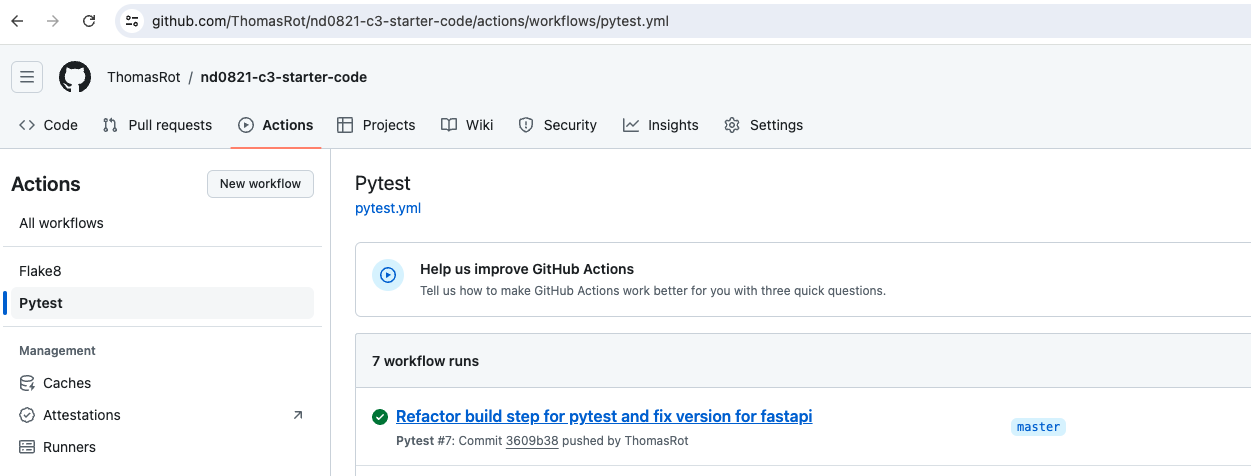 github.com/ThomasRot/nd0821-c3-starter-code/actions/workflows/pytest.yml
ThomasRot / nd0821-c3-starter-code
Code Pull requests Actions Projects Wiki Security Insights Settings
Actions New workflow
All workflows
Flake8
Pytest
Management
Caches
Attestations
Runners
Pytest
pytest.yml
Help us improve GitHub Actions
Tell us how to make GitHub Actions work better for you with three quick questions.
7 workflow runs
Refactor build step for pytest and fix version for fastapi
Pytest #7: Commit 3609b38 pushed by ThomasRot
master